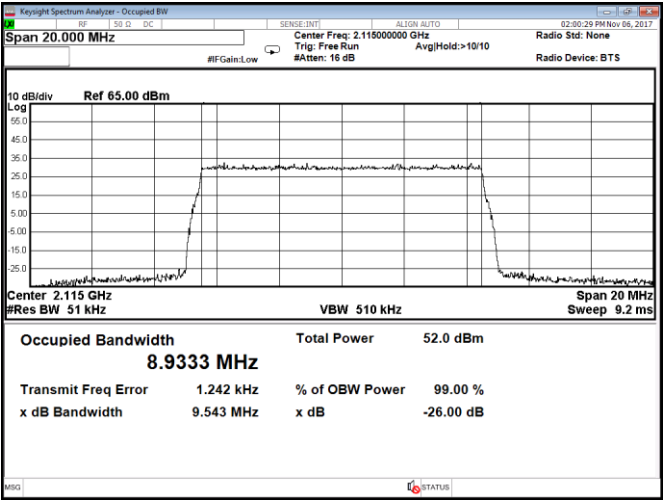 Keysight Spectrum Analyzer - Occupied BW
LXI RF 50 Ω DC SENSE:INT ALIGN AUTO 02:00:29 PM Nov 06, 2017
Span 20.000 MHz Center Freq: 2.115000000 GHz Radio Std: None
Trig: Free Run Avg|Hold:>10/10
#IFGain:Low #Atten: 16 dB Radio Device: BTS
10 dB/div Ref 65.00 dBm
Log
55.0
45.0
35.0
25.0
15.0
5.00
-5.00
-15.0
-25.0
Center 2.115 GHz Span 20 MHz
#Res BW 51 kHz VBW 510 kHz Sweep 9.2 ms
Occupied Bandwidth Total Power 52.0 dBm
8.9333 MHz
Transmit Freq Error 1.242 kHz % of OBW Power 99.00 %
x dB Bandwidth 9.543 MHz x dB -26.00 dB
MSG STATUS